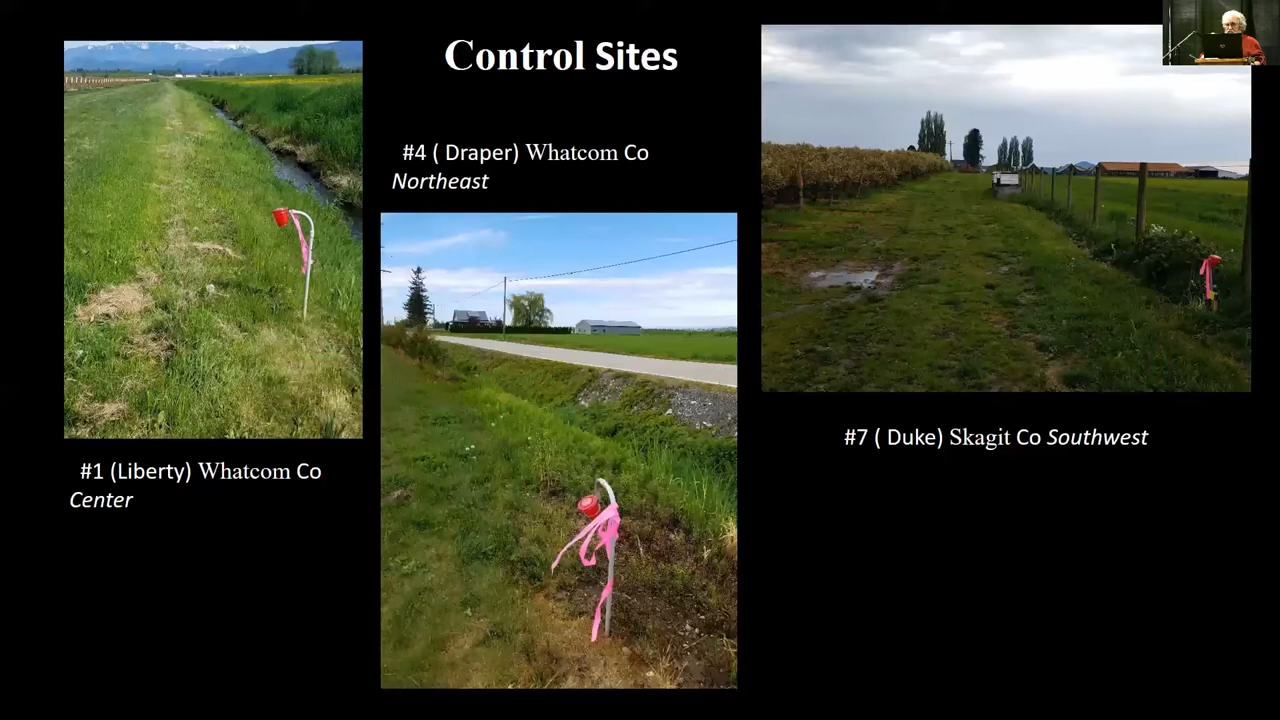 Control Sites
#4 ( Draper) Whatcom Co
Northeast
#7 ( Duke) Skagit Co Southwest
#1 (Liberty) Whatcom Co
Center